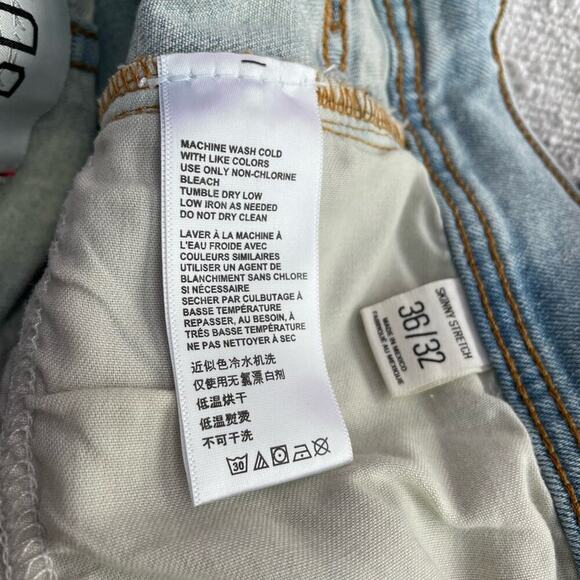 MACHINE WASH COLD
WITH LIKE COLORS
USE ONLY NON-CHLORINE
BLEACH
TUMBLE DRY LOW
LOW IRON AS NEEDED
DO NOT DRY CLEAN
LAVER À LA MACHINE À
L'EAU FROIDE AVEC
COULEURS SIMILAIRES
UTILISER UN AGENT DE
BLANCHIMENT SANS CHLORE
SI NÉCESSAIRE
SECHER PAR CULBUTAGE À
BASSE TEMPÉRATURE
REPASSER, AU BESOIN, À
TRÈS BASSE TEMPÉRATURE
NE PAS NETTOYER À SEC
近似色冷水机洗
仅使用无氯漂白剂
低温烘干
低温熨烫
不可干洗
30
SKINNY STRETCH
36/32
MADE IN MEXICO
FABRIQUÉ AU MEXIQUE